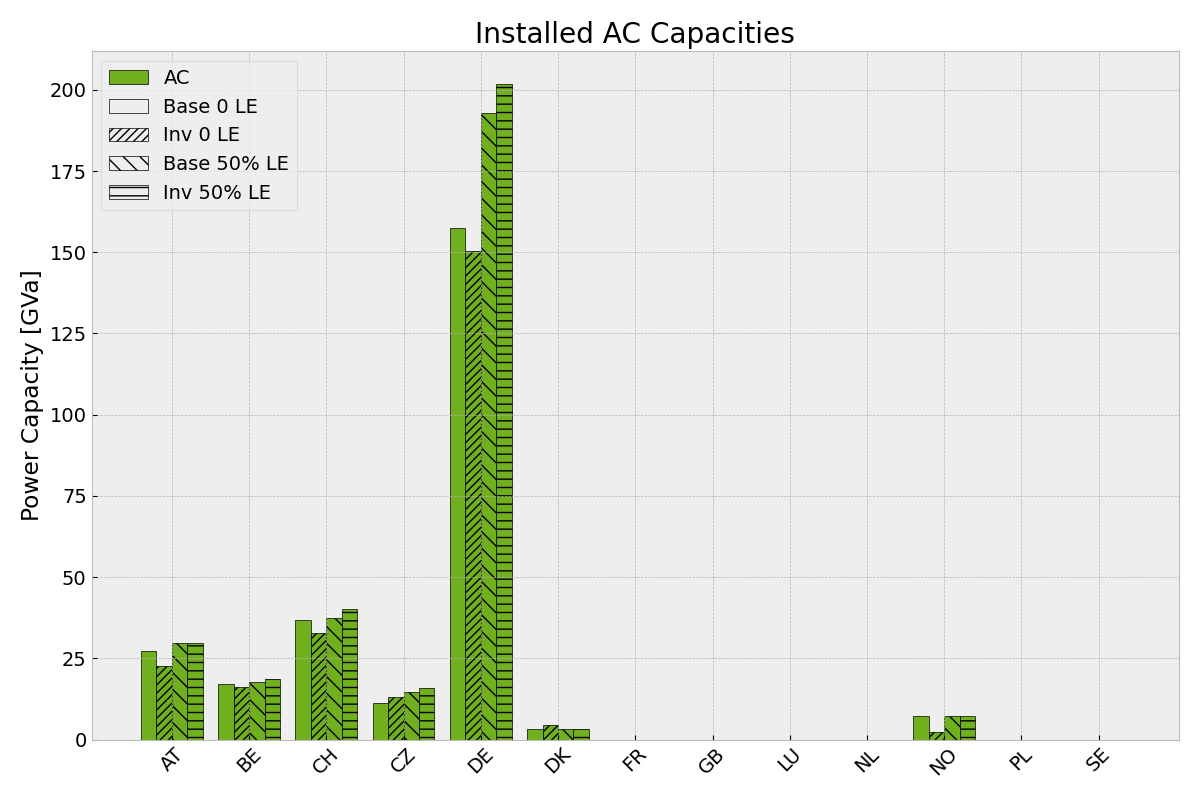 Installed AC Capacities
AC
Base 0 LE
Inv 0 LE
Base 50% LE
Inv 50% LE
Power Capacity [GVa]
200
175
150
125
100
75
50
25
0
AT BE CH CZ DE DK FR GB LU NL NO PL SE